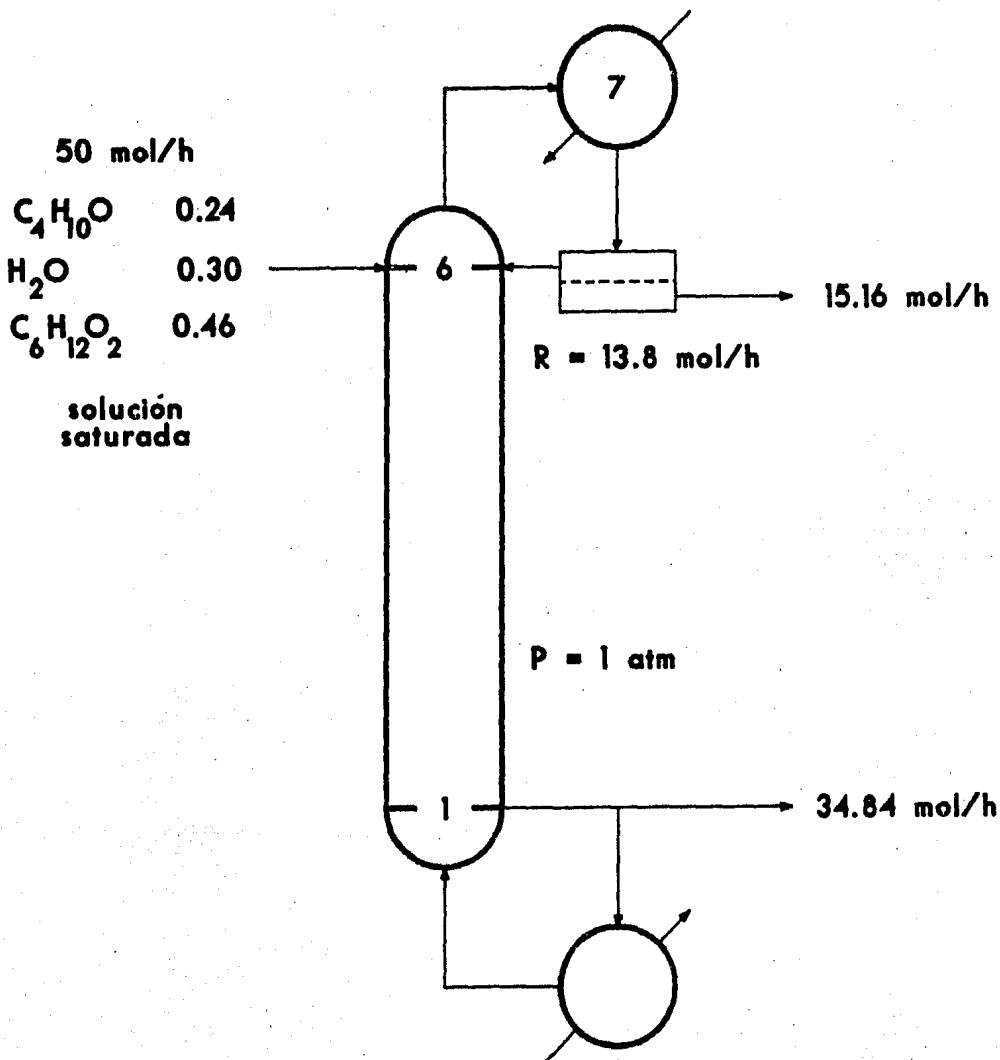 7
50 mol/h
C₄H₁₀O 0.24
H₂O 0.30
C₆H₁₂O₂ 0.46
solución
saturada
6
15.16 mol/h
R = 13.8 mol/h
P = 1 atm
1
34.84 mol/h